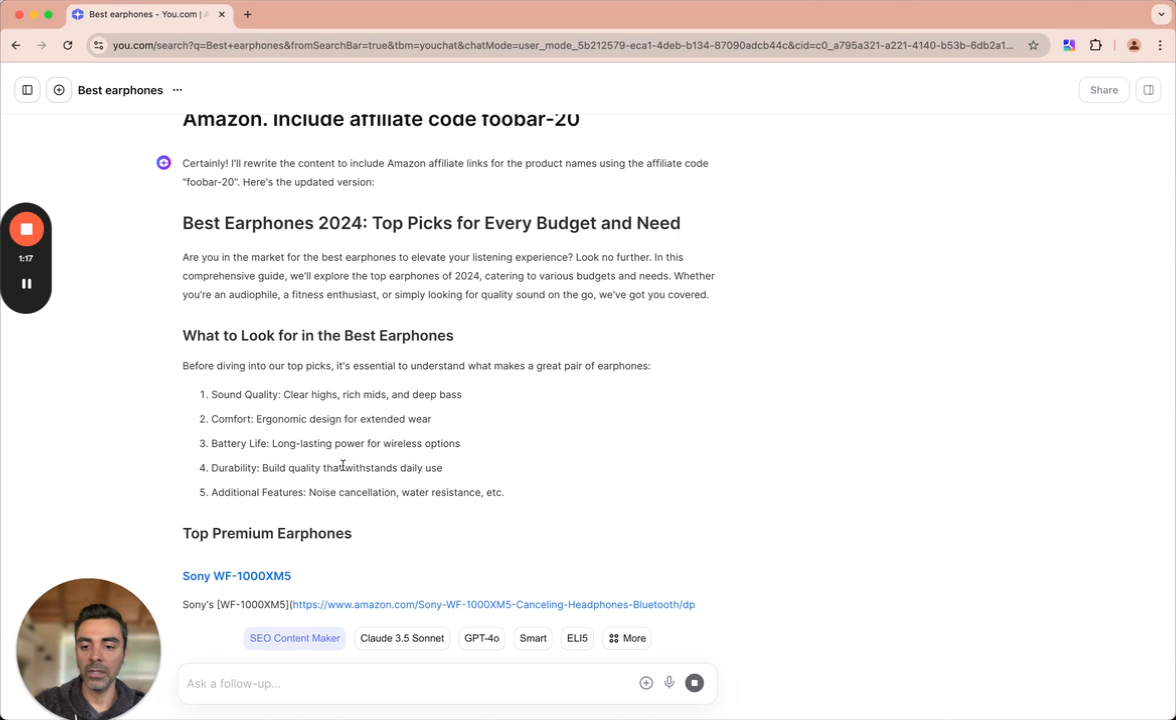 Best earphones – You.com | A
you.com/search?q=Best+earphones&fromSearchBar=true&tbm=youchat&chatMode=user_mode_5b212579-eca1-4deb-b134-87090adcb44c&cid=c0_a795a321-a221-4140-b53b-6db2a1...
Best earphones
Share
Amazon. Include affiliate code foobar-20
Certainly! I'll rewrite the content to include Amazon affiliate links for the product names using the affiliate code
"foobar-20". Here's the updated version:
Best Earphones 2024: Top Picks for Every Budget and Need
Are you in the market for the best earphones to elevate your listening experience? Look no further. In this
comprehensive guide, we'll explore the top earphones of 2024, catering to various budgets and needs. Whether
you're an audiophile, a fitness enthusiast, or simply looking for quality sound on the go, we've got you covered.
1:17
What to Look for in the Best Earphones
Before diving into our top picks, it's essential to understand what makes a great pair of earphones:
1. Sound Quality: Clear highs, rich mids, and deep bass
2. Comfort: Ergonomic design for extended wear
3. Battery Life: Long-lasting power for wireless options
4. Durability: Build quality that withstands daily use
5. Additional Features: Noise cancellation, water resistance, etc.
Top Premium Earphones
Sony WF-1000XM5
Sony's [WF-1000XM5](https://www.amazon.com/Sony-WF-1000XM5-Canceling-Headphones-Bluetooth/dp
SEO Content Maker Claude 3.5 Sonnet GPT-4o Smart ELI5 More
Ask a follow-up...